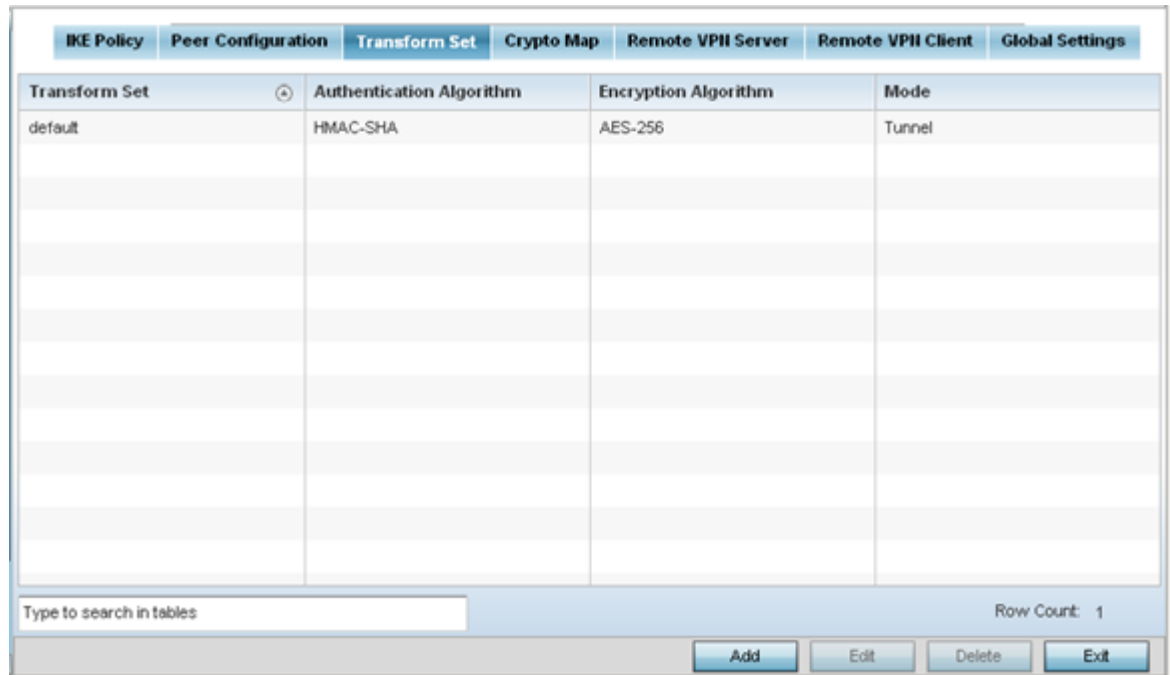 IKE Policy Peer Configuration Transform Set Crypto Map Remote VPN Server Remote VPN Client Global Settings
Transform Set Authentication Algorithm Encryption Algorithm Mode
default HMAC-SHA AES-256 Tunnel
Type to search in tables Row Count: 1
Add Edit Delete Exit